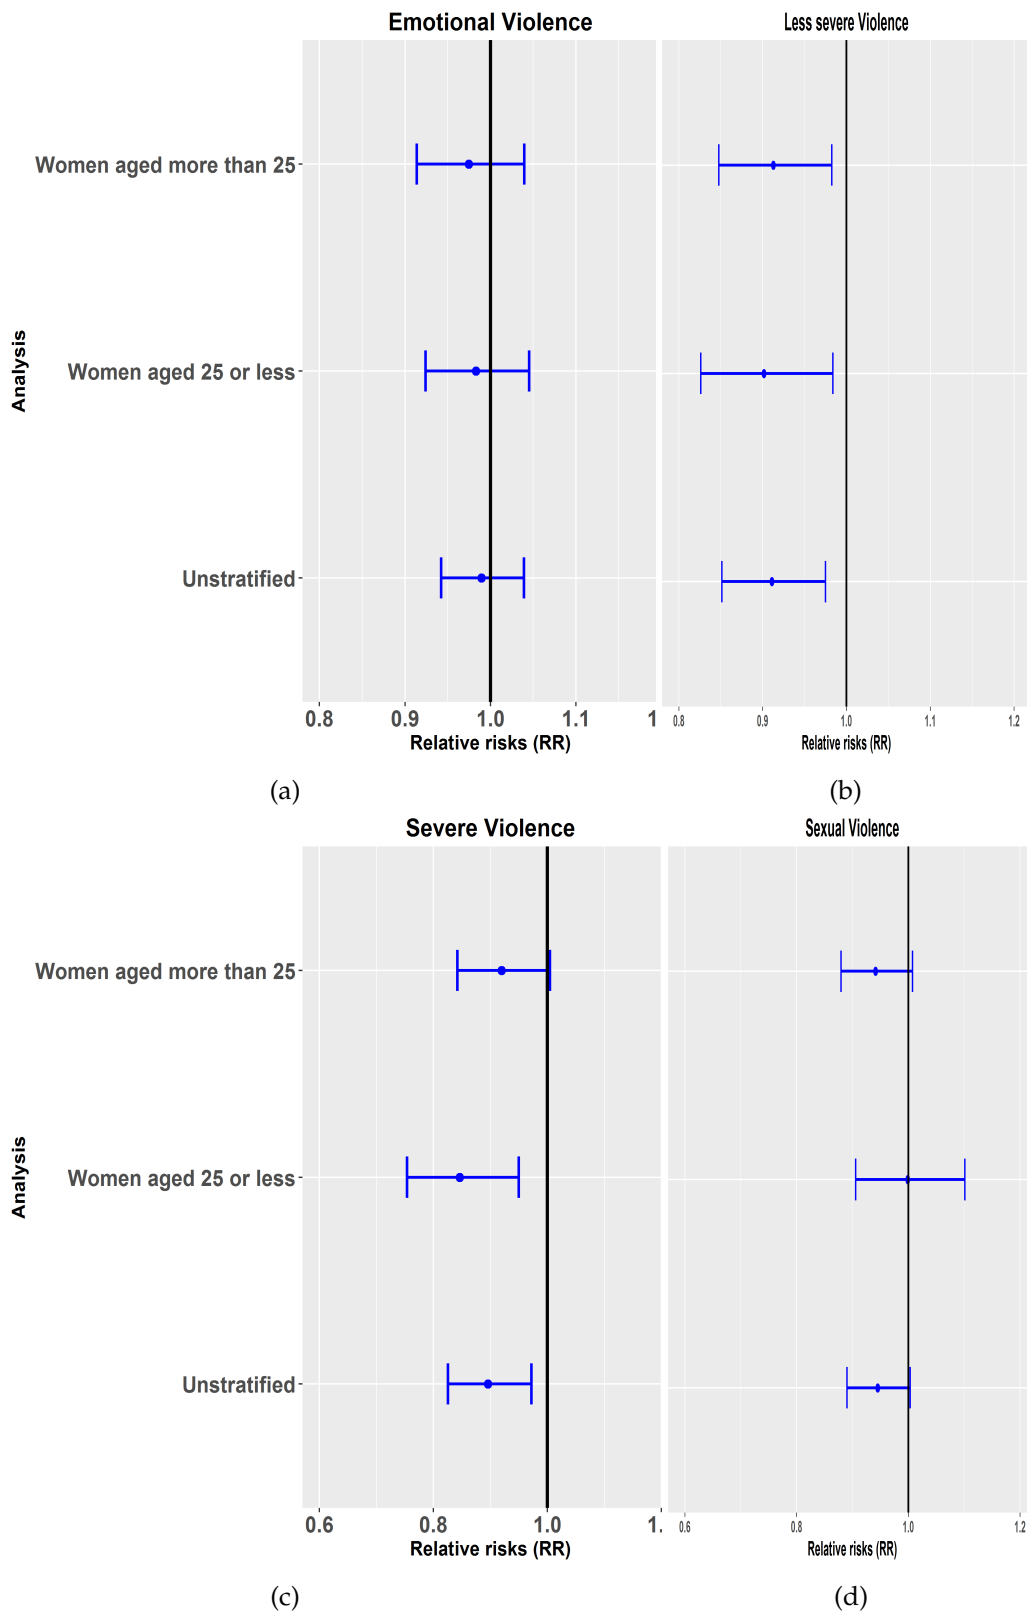 Emotional Violence
Less severe Violence
Analysis
Women aged more than 25
Women aged 25 or less
Unstratified
0.8 0.9 1.0 1.1 1
0.8 0.9 1.0 1.1 1.2
Relative risks (RR)
Relative risks (RR)
(a)
(b)
Severe Violence
Sexual Violence
Analysis
Women aged more than 25
Women aged 25 or less
Unstratified
0.6 0.8 1.0 1.
0.6 0.8 1.0 1.2
Relative risks (RR)
Relative risks (RR)
(c)
(d)